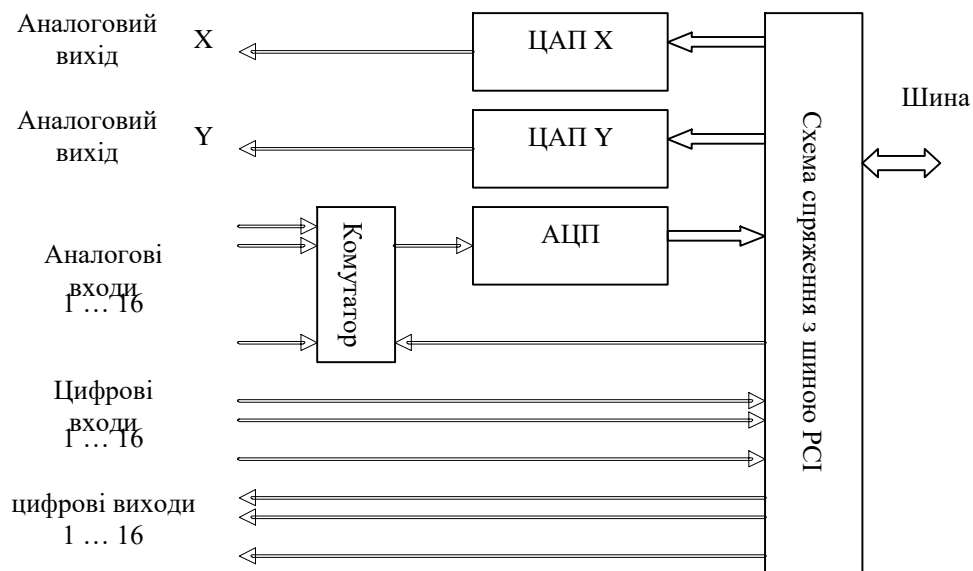 Аналоговий
вихід
X
ЦАП X
Аналоговий
вихід
Y
ЦАП Y
Шина
Схема спряження з шиною PCI
Аналогові
входи
1 … 16
Комутатор
АЦП
Цифрові
входи
1 … 16
цифрові виходи
1 … 16